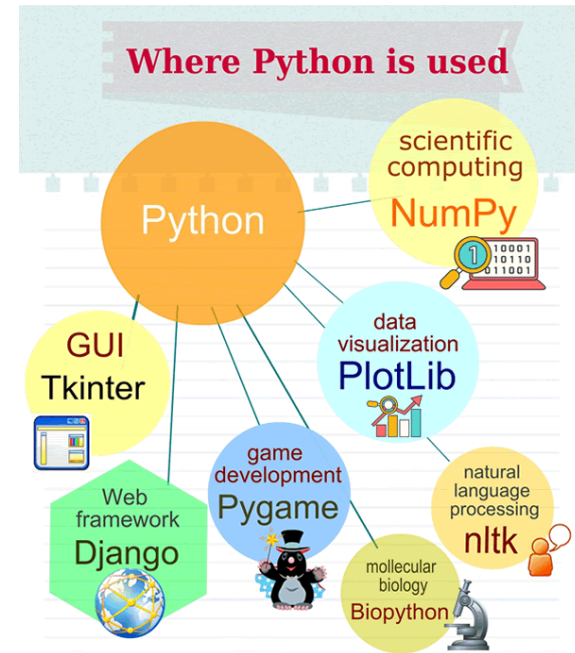 Where Python is used
Python
scientific
computing
NumPy
1
10001
10110
011001
data
visualization
PlotLib
GUI
Tkinter
game
development
Pygame
natural
language
processing
nltk
Web
framework
Django
mollecular
biology
Biopython